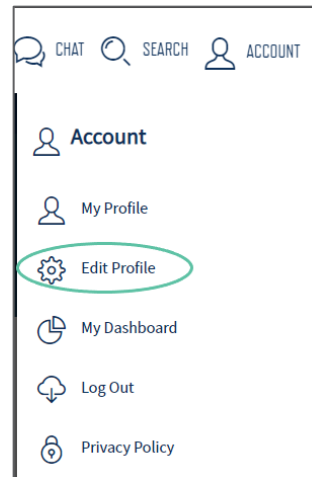 CHAT SEARCH ACCOUNT
Account
My Profile
Edit Profile
My Dashboard
Log Out
Privacy Policy